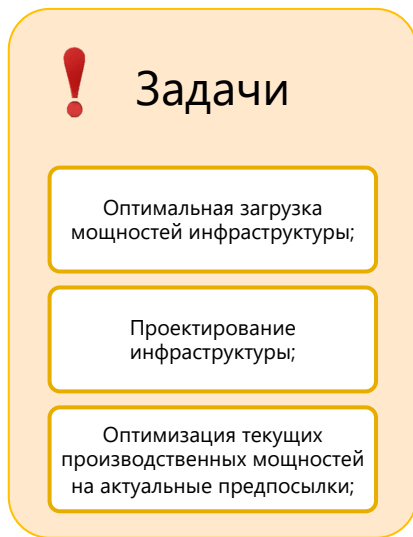 Задачи
Оптимальная загрузка
мощностей инфраструктуры;
Проектирование
инфраструктуры;
Оптимизация текущих
производственных мощностей
на актуальные предпосылки;